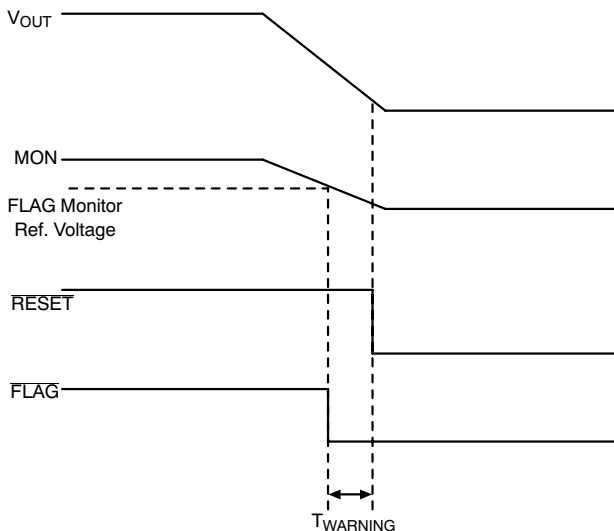 VOUT
MON
FLAG Monitor
Ref. Voltage
RESET
FLAG
TWARNING